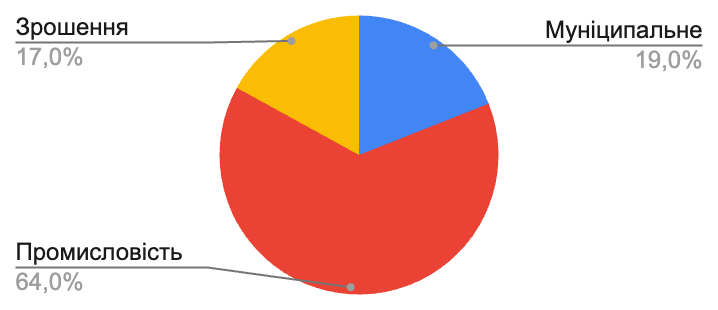 Зрошення
17,0%
Муніципальне
19,0%
Промисловість
64,0%